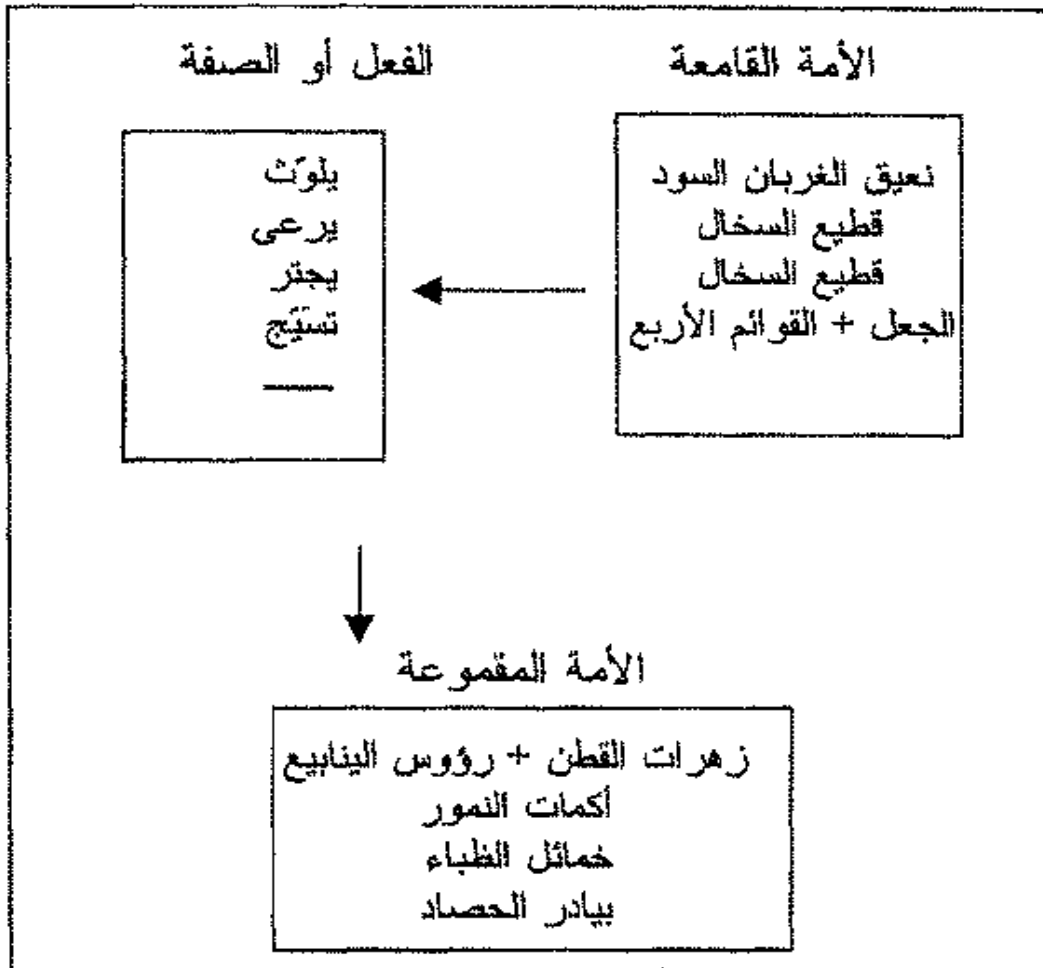 الأمة القامعة
نعيق الغربان السود
قطيع السخال
قطيع السخال
الجعل + القوائم الأربع
الفعل أو الصفة
يلوّث
يرعى
يجتر
تسيّج
الأمة المقموعة
زهرات القطن + رؤوس الينابيع
أكمات النمور
خمائل الظباء
بيادر الحصاد